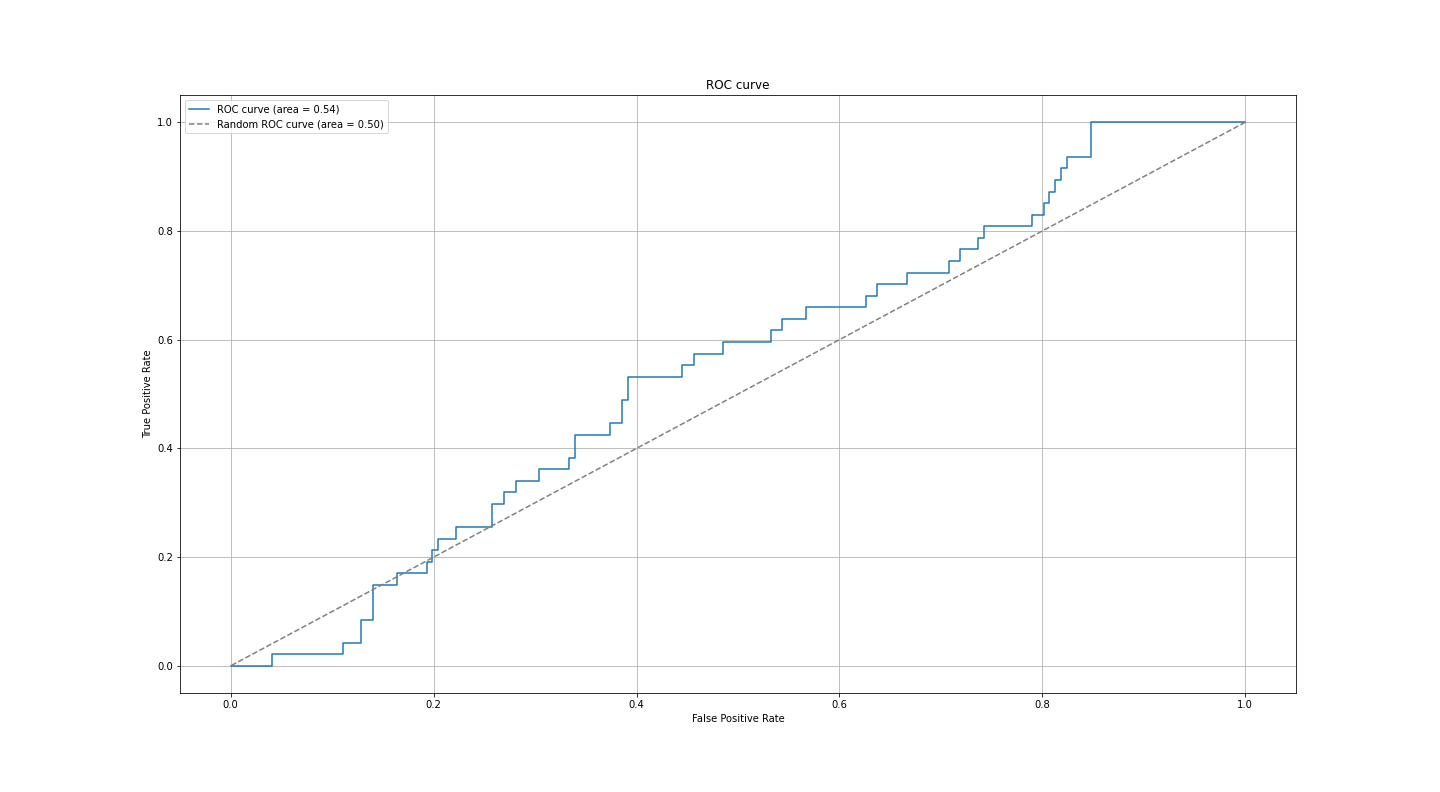 ROC curve
ROC curve (area = 0.54)
Random ROC curve (area = 0.50)
1.0
0.8
0.6
0.4
0.2
0.0
True Positive Rate
0.0 0.2 0.4 0.6 0.8 1.0
False Positive Rate